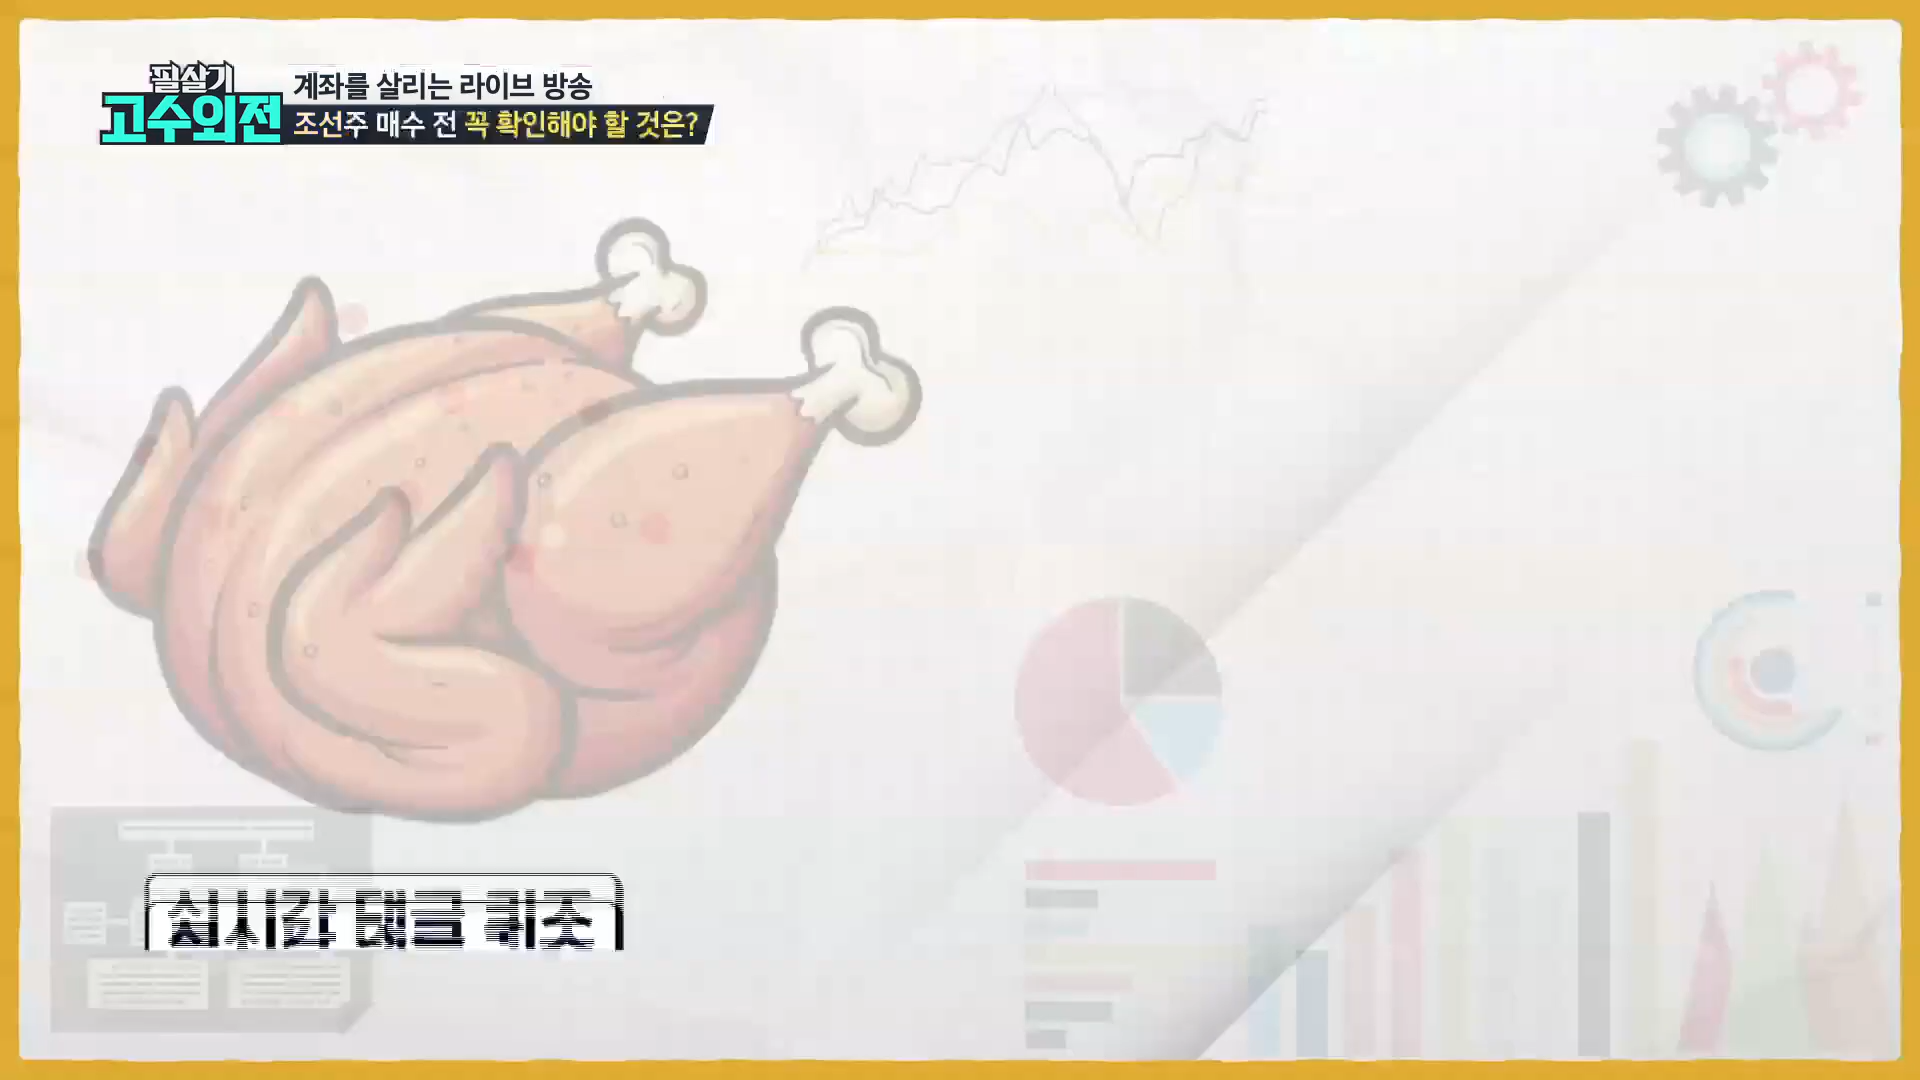 필살기
고수외전
계좌를 살리는 라이브 방송
조선주 매수 전 꼭 확인해야 할 것은?
실시간 댓글 퀴즈